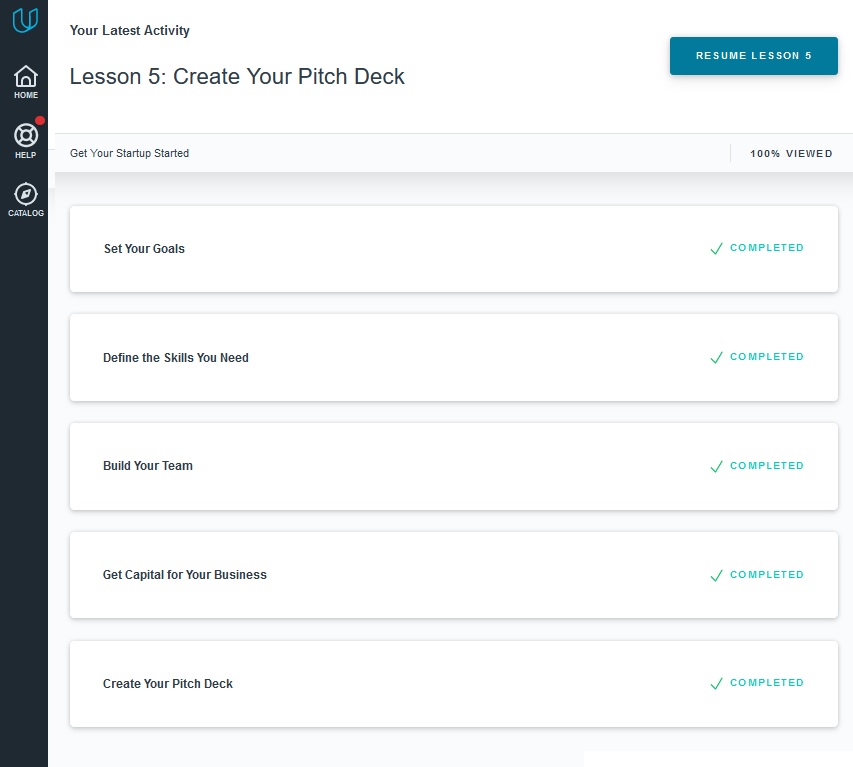 Your Latest Activity
Lesson 5: Create Your Pitch Deck
RESUME LESSON 5
HOME
HELP
CATALOG
Get Your Startup Started
100% VIEWED
Set Your Goals
COMPLETED
Define the Skills You Need
COMPLETED
Build Your Team
COMPLETED
Get Capital for Your Business
COMPLETED
Create Your Pitch Deck
COMPLETED